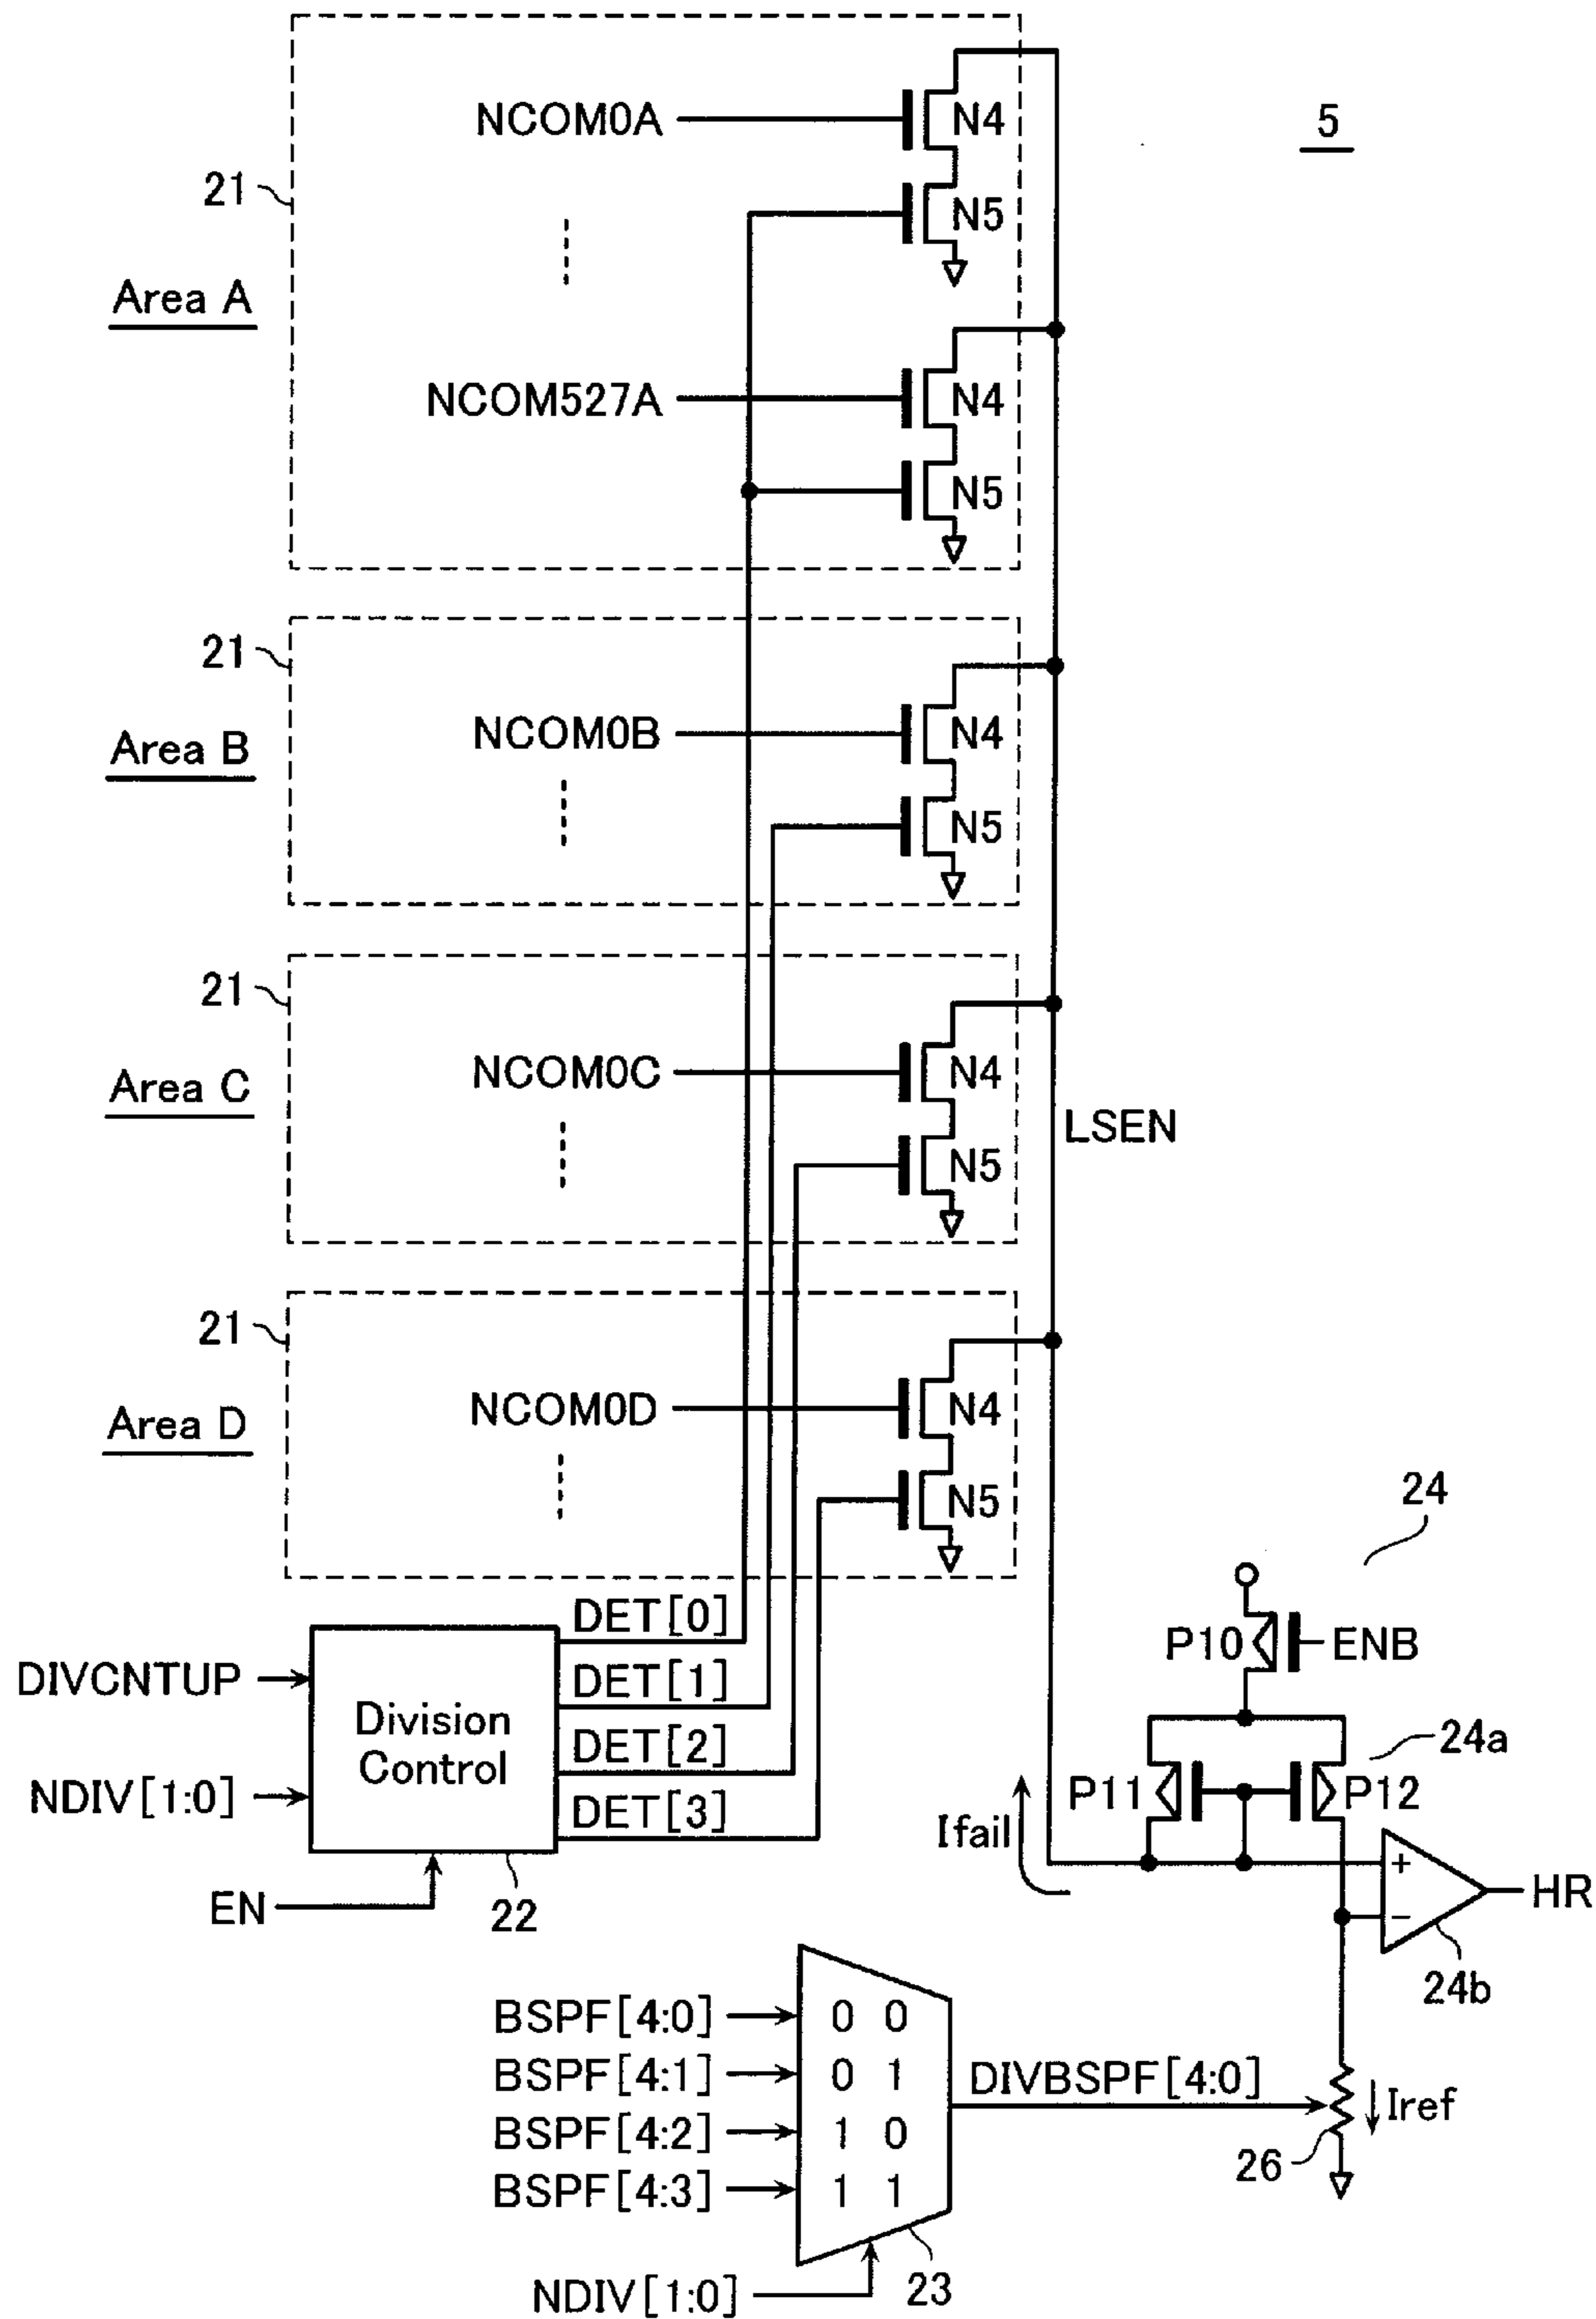 5
NCOM0A
N4
21
N5
Area A
NCOM527A
N4
N5
21
NCOM0B
N4
Area B
N5
21
NCOM0C
N4
Area C
LSEN
N5
21
NCOM0D
N4
Area D
N5
24
DET[0]
P10
ENB
DIVCNTUP
DET[1]
Division
Control
24a
DET[2]
NDIV[1:0]
P11
P12
DET[3]
Ifail
+
HR
EN
22
−
24b
BSPF[4:0]
0 0
BSPF[4:1]
0 1
DIVBSPF[4:0]
Iref
BSPF[4:2]
1 0
26
BSPF[4:3]
1 1
NDIV[1:0]
23